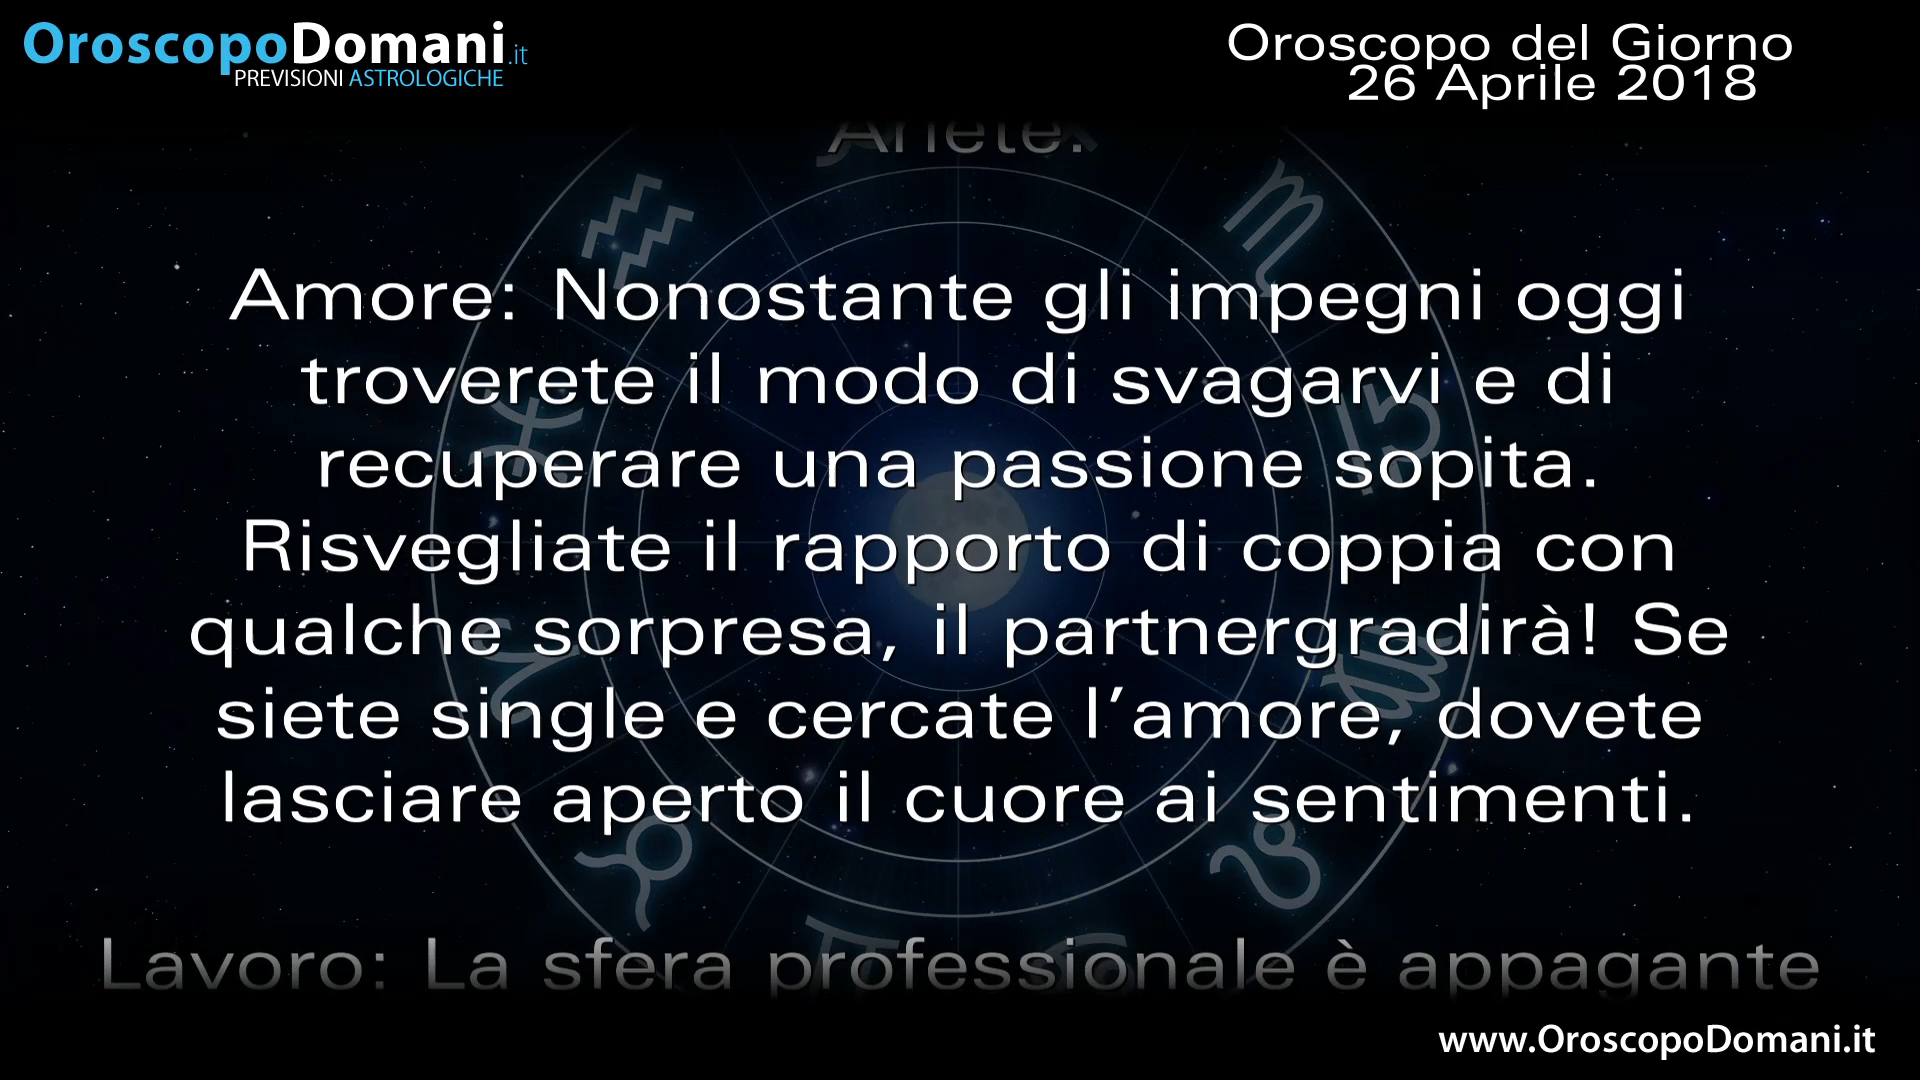 OroscopoDomani.it
PREVISIONI ASTROLOGICHE
Oroscopo del Giorno
26 Aprile 2018
Ariete:
Amore: Nonostante gli impegni oggi
troverete il modo di svagarvi e di
recuperare una passione sopita.
Risvegliate il rapporto di coppia con
qualche sorpresa, il partnergradirà! Se
siete single e cercate l’amore, dovete
lasciare aperto il cuore ai sentimenti.
Lavoro: La sfera professionale è appagante
www.OroscopoDomani.it